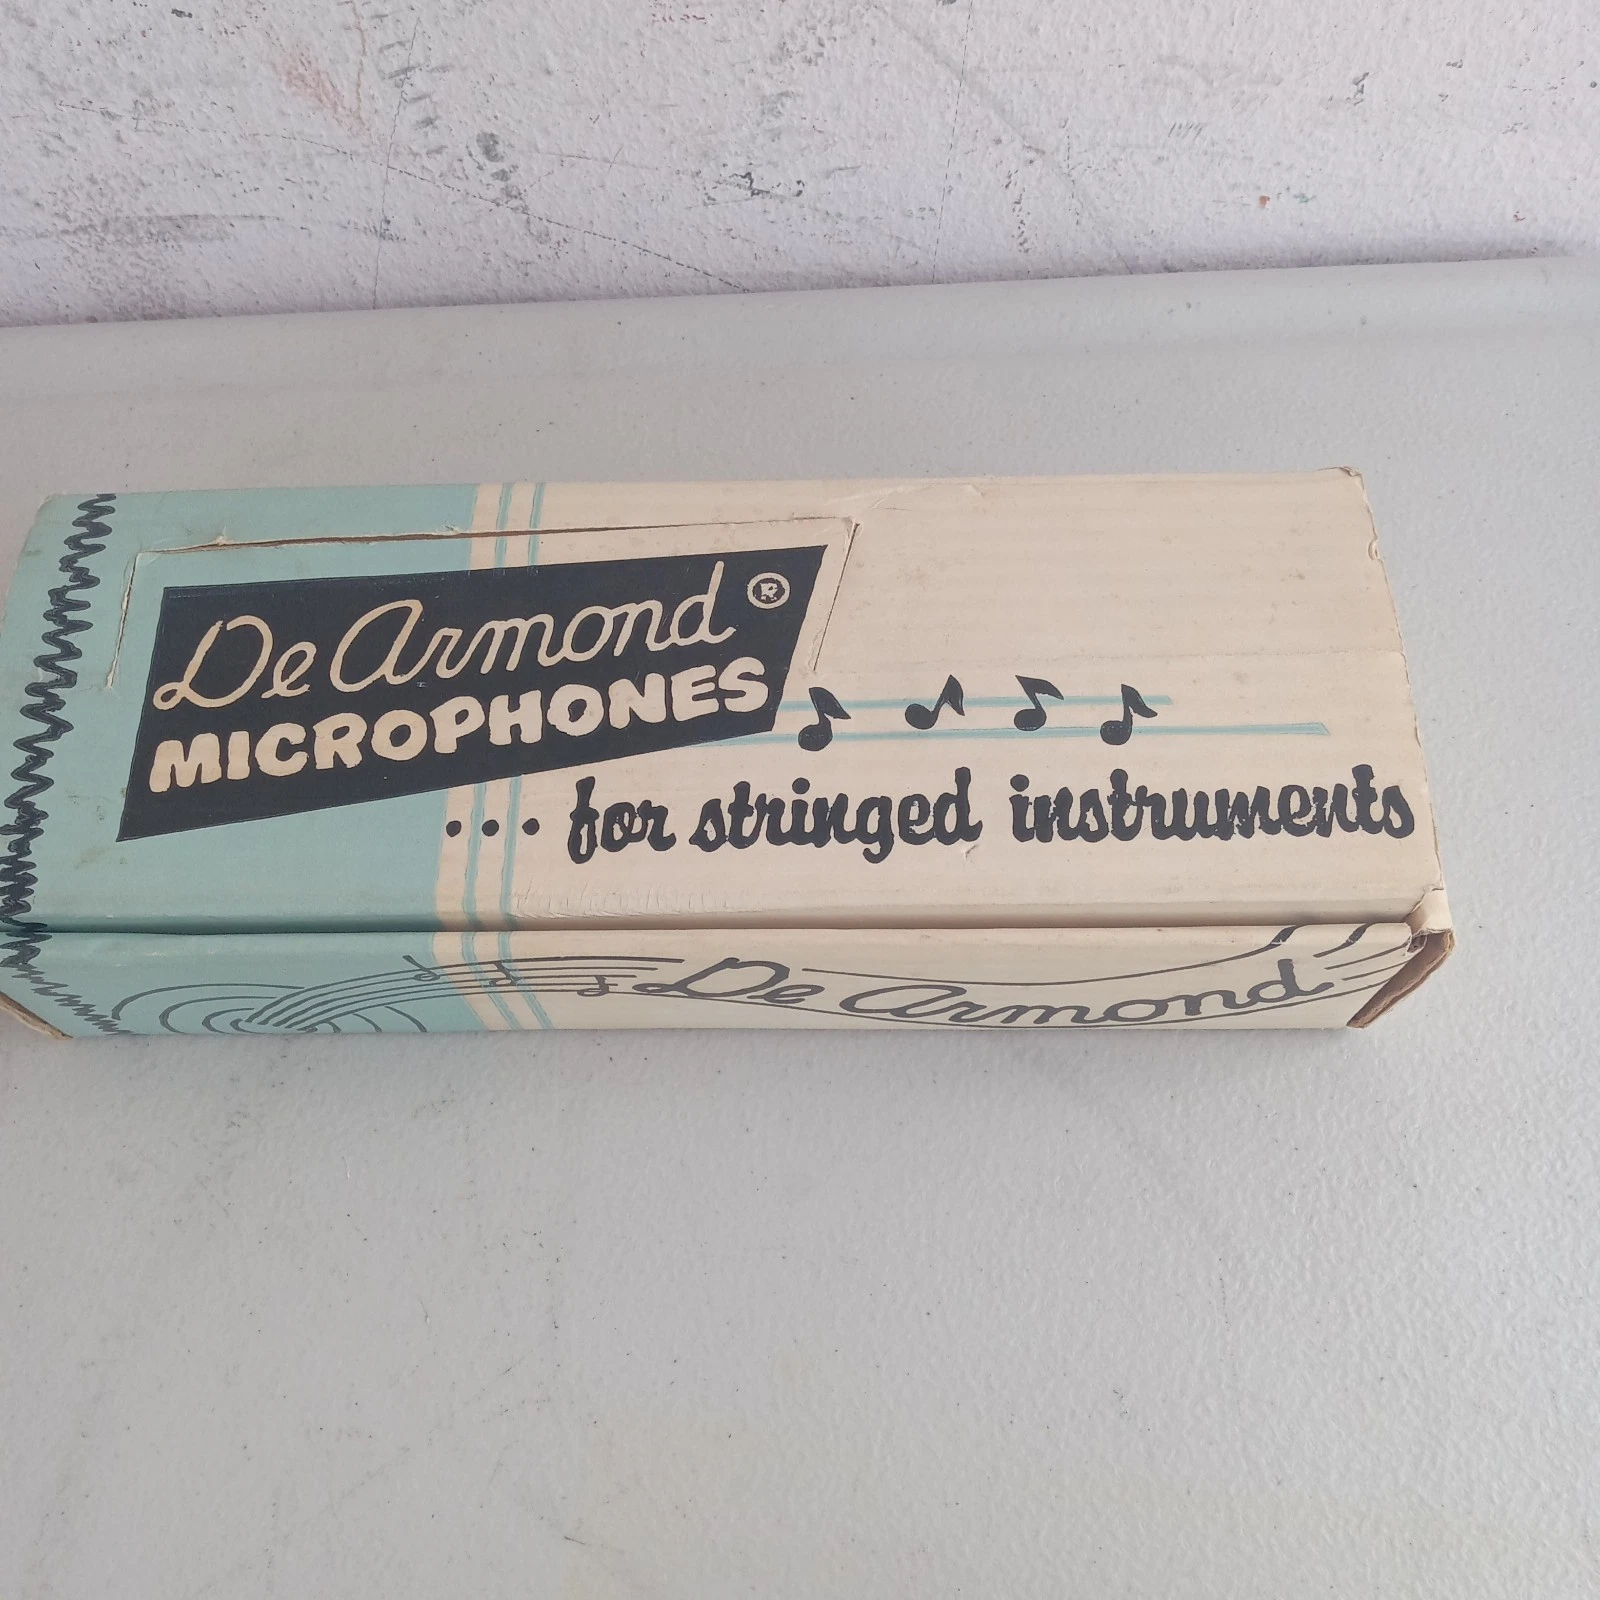 De Armond ®
MICROPHONES
... for stringed instruments
De Armond